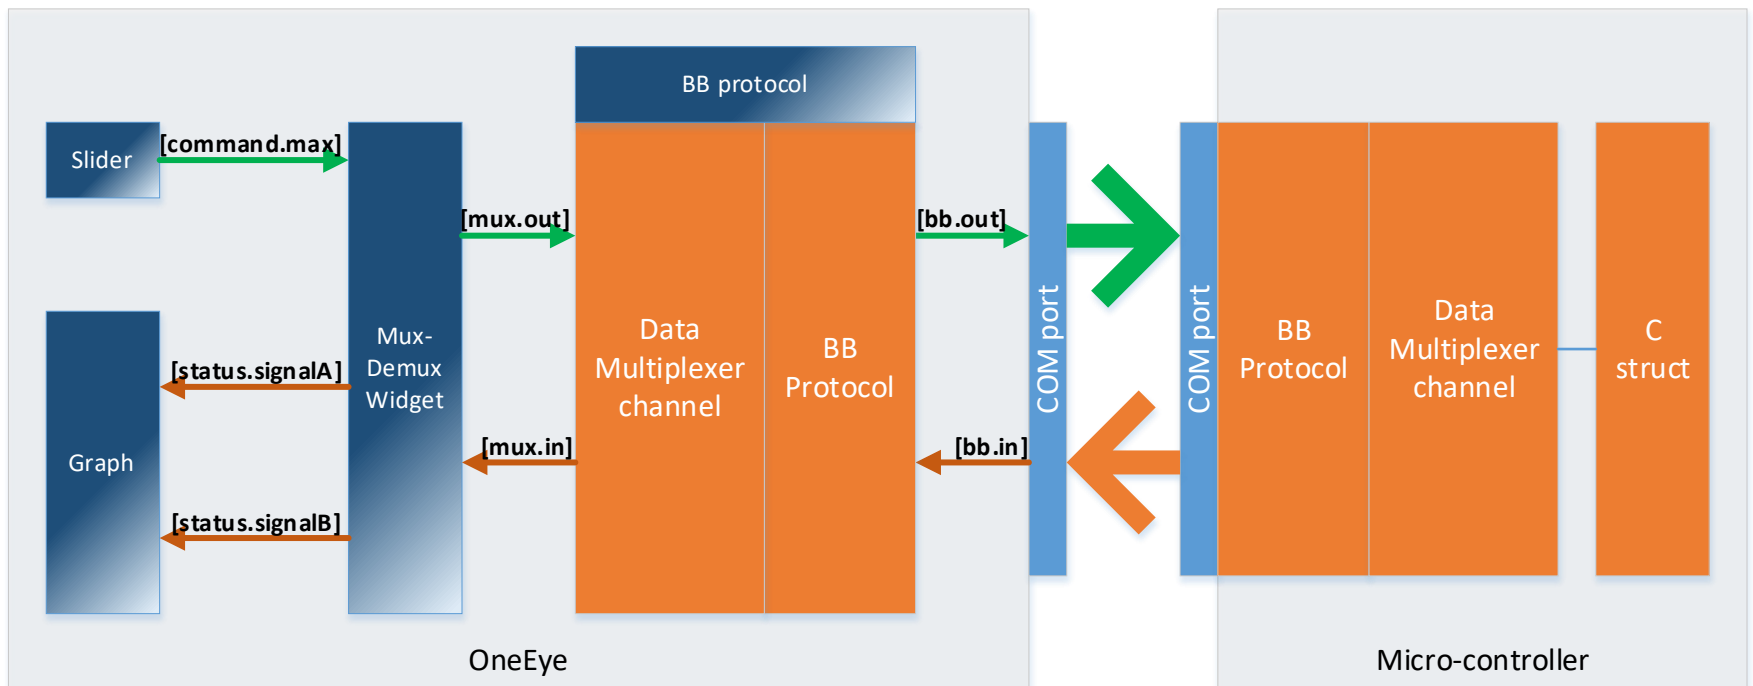 BB protocol
Slider
[command.max]
[mux.out]
[bb.out]
Mux-
Demux
Widget
[status.signalA]
Graph
[status.signalB]
[mux.in]
Data
Multiplexer
channel
BB
Protocol
[bb.in]
COM port
COM port
BB
Protocol
Data
Multiplexer
channel
C
struct
OneEye
Micro-controller